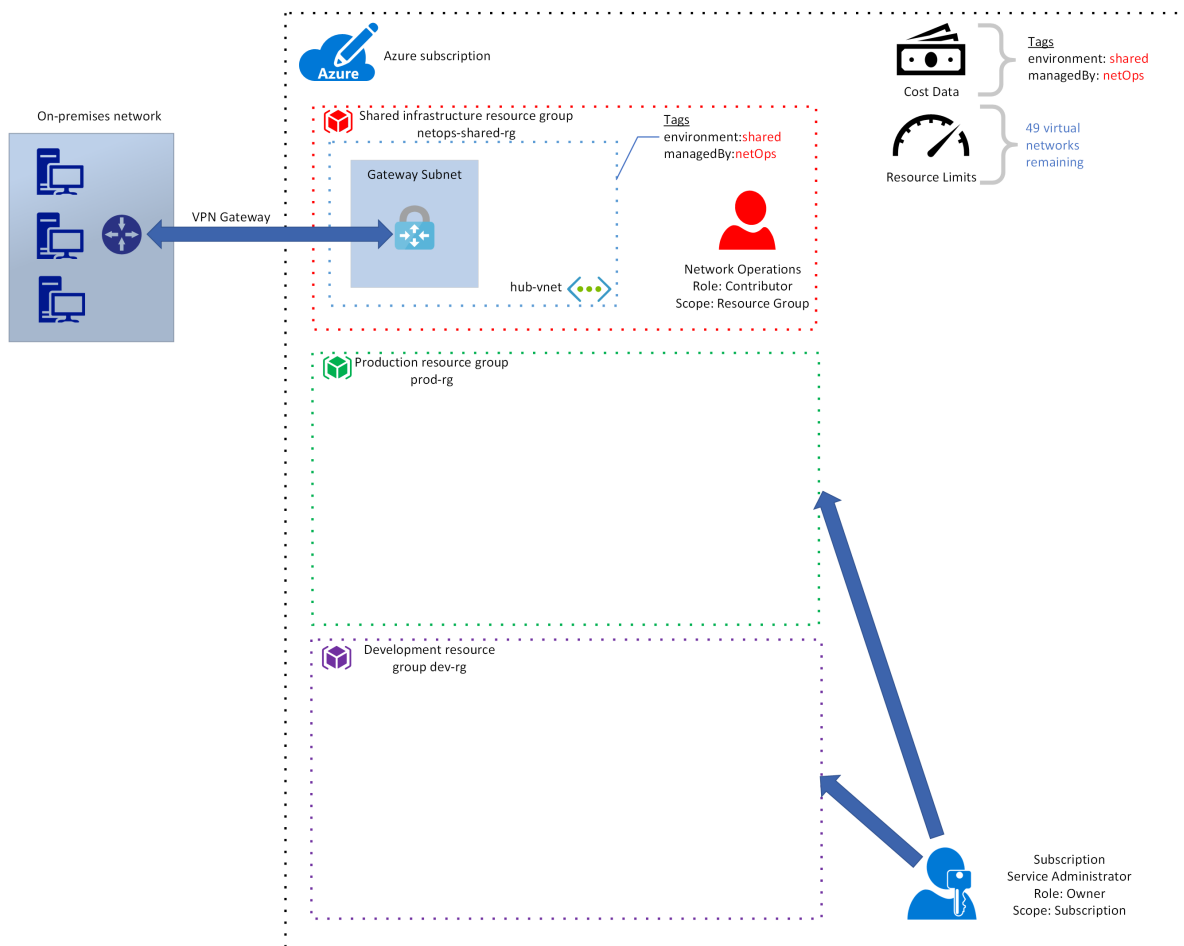 Azure
Azure subscription
Cost Data
Tags
environment: shared
managedBy: netOps
Resource Limits
49 virtual
networks
remaining
On-premises network
VPN Gateway
Shared infrastructure resource group
netops-shared-rg
Tags
environment:shared
managedBy:netOps
Gateway Subnet
hub-vnet
Network Operations
Role: Contributor
Scope: Resource Group
Production resource group
prod-rg
Development resource
group dev-rg
Subscription
Service Administrator
Role: Owner
Scope: Subscription